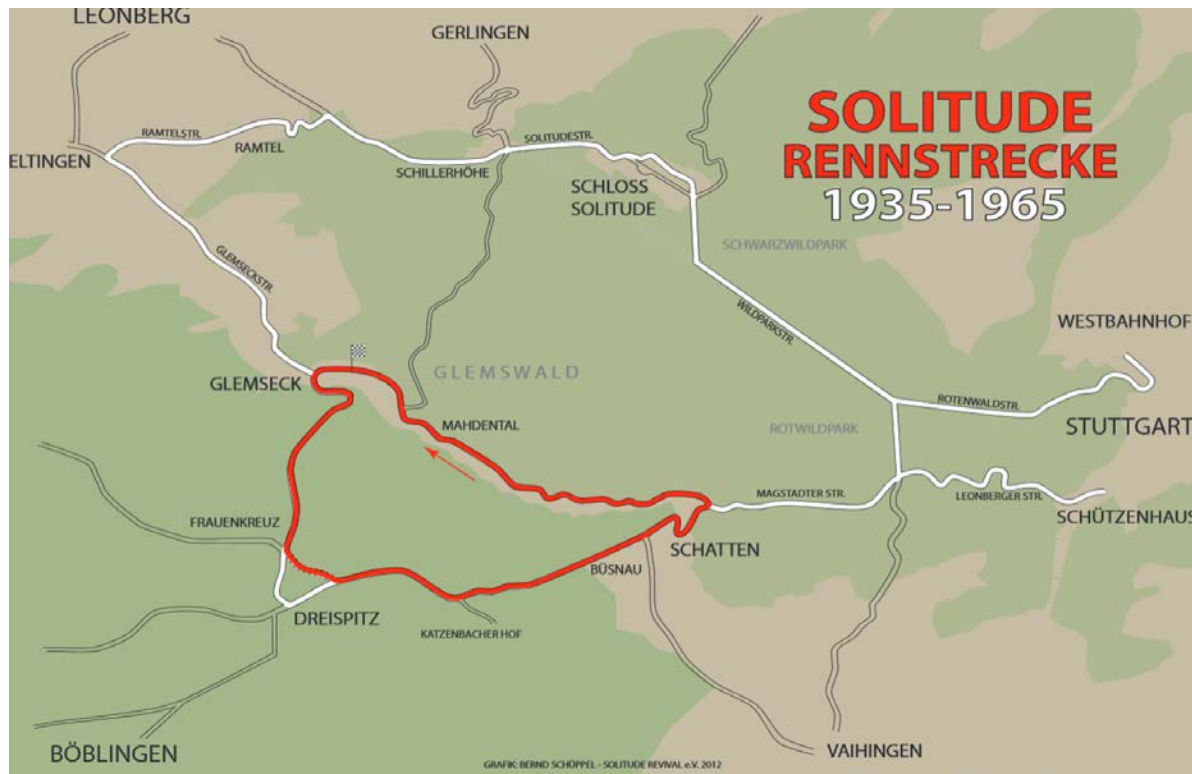 LEONBERG
GERLINGEN
SOLITUDE
RENNSTRECKE
1935-1965
RAMTELSTR.
RAMTEL
ELTINGEN
SOLITUDESTR.
SCHILLERHÖHE
SCHLOSS
SOLITUDE
SCHWARZWILDPARK
GLEMSECKSTR.
WILDPARKSTR.
WESTBAHNHOF
GLEMSECK
GLEMSWALD
ROTENWALDSTR.
MAHDENTAL
ROTWILDPARK
STUTTGART
MAGSTADTER STR.
LEONBERGER STR.
SCHÜTZENHAUS
FRAUENKREUZ
SCHATTEN
BÜSNAU
DREISPITZ
KATZENBACHER HOF
BÖBLINGEN
VAIHINGEN
GRAFIK: BERND SCHÜPPEL - SOLITUDE REVIVAL e.V. 2012